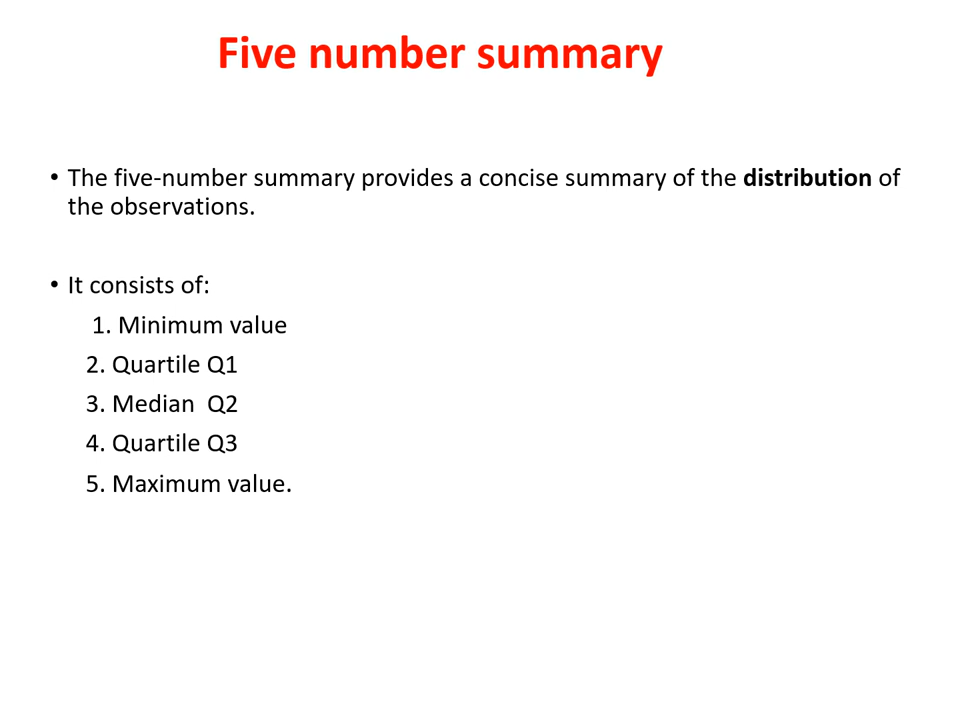 Five number summary
• The five-number summary provides a concise summary of the distribution of
the observations.
• It consists of:
1. Minimum value
2. Quartile Q1
3. Median  Q2
4. Quartile Q3
5. Maximum value.